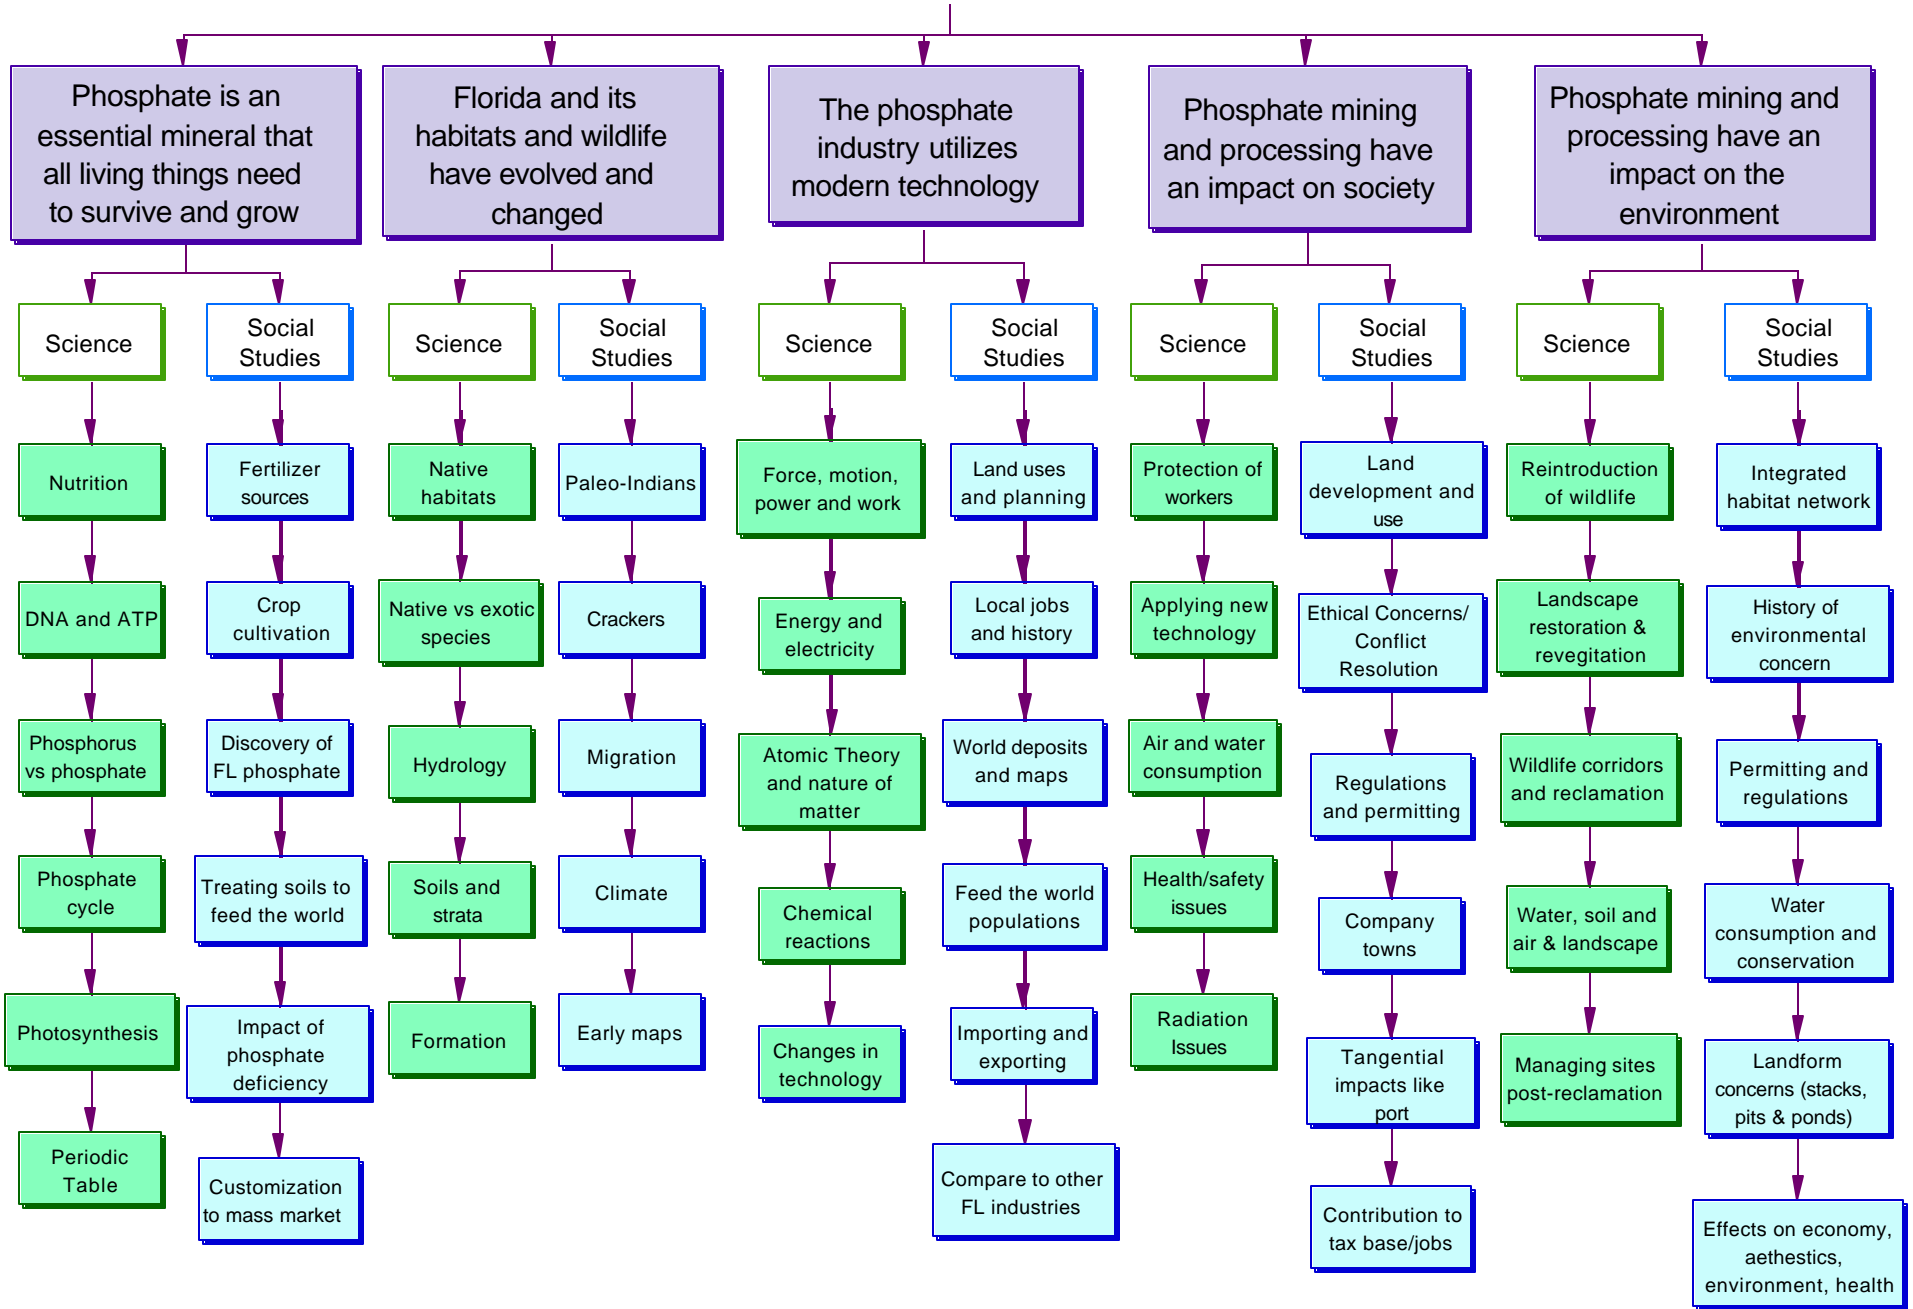 Phosphate is an
essential mineral that
all living things need
to survive and grow
Florida and its
habitats and wildlife
have evolved and
changed
The phosphate
industry utilizes
modern technology
Phosphate mining
and processing have
an impact on society
Phosphate mining and
processing have an
impact on the
environment
Science
Social
Studies
Science
Social
Studies
Science
Social
Studies
Science
Social
Studies
Science
Social
Studies
Nutrition
DNA and ATP
Phosphorus
vs phosphate
Phosphate
cycle
Photosynthesis
Periodic
Table
Fertilizer
sources
Crop
cultivation
Discovery of
FL phosphate
Treating soils to
feed the world
Impact of
phosphate
deficiency
Customization
to mass market
Native
habitats
Native vs exotic
species
Hydrology
Soils and
strata
Formation
Paleo-Indians
Crackers
Migration
Climate
Early maps
Force, motion,
power and work
Energy and
electricity
Atomic Theory
and nature of
matter
Chemical
reactions
Changes in
technology
Land uses
and planning
Local jobs
and history
World deposits
and maps
Feed the world
populations
Importing and
exporting
Compare to other
FL industries
Protection of
workers
Applying new
technology
Air and water
consumption
Health/safety
issues
Radiation
Issues
Land
development and
use
Ethical Concerns/
Conflict
Resolution
Regulations
and permitting
Company
towns
Tangential
impacts like
port
Contribution to
tax base/jobs
Reintroduction
of wildlife
Landscape
restoration &
revegitation
Wildlife corridors
and reclamation
Water, soil and
air & landscape
Managing sites
post-reclamation
Integrated
habitat network
History of
environmental
concern
Permitting and
regulations
Water
consumption and
conservation
Landform
concerns (stacks,
pits & ponds)
Effects on economy,
aethestics,
environment, health